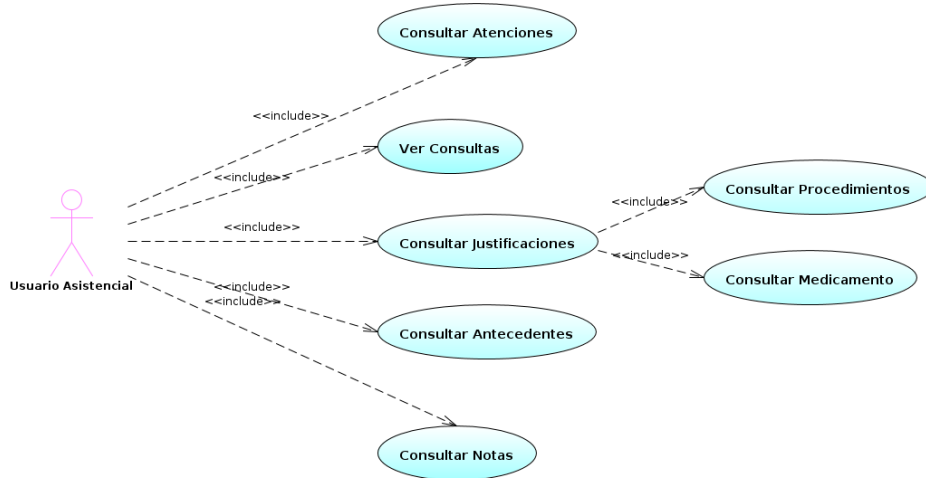 Consultar Atenciones
<<include>>
Ver Consultas
<<include>>
Consultar Procedimientos
<<include>>
<<include>>
Consultar Justificaciones
<<include>>
Consultar Medicamento
Usuario Asistencial
<<include>>
<<include>>
Consultar Antecedentes
Consultar Notas